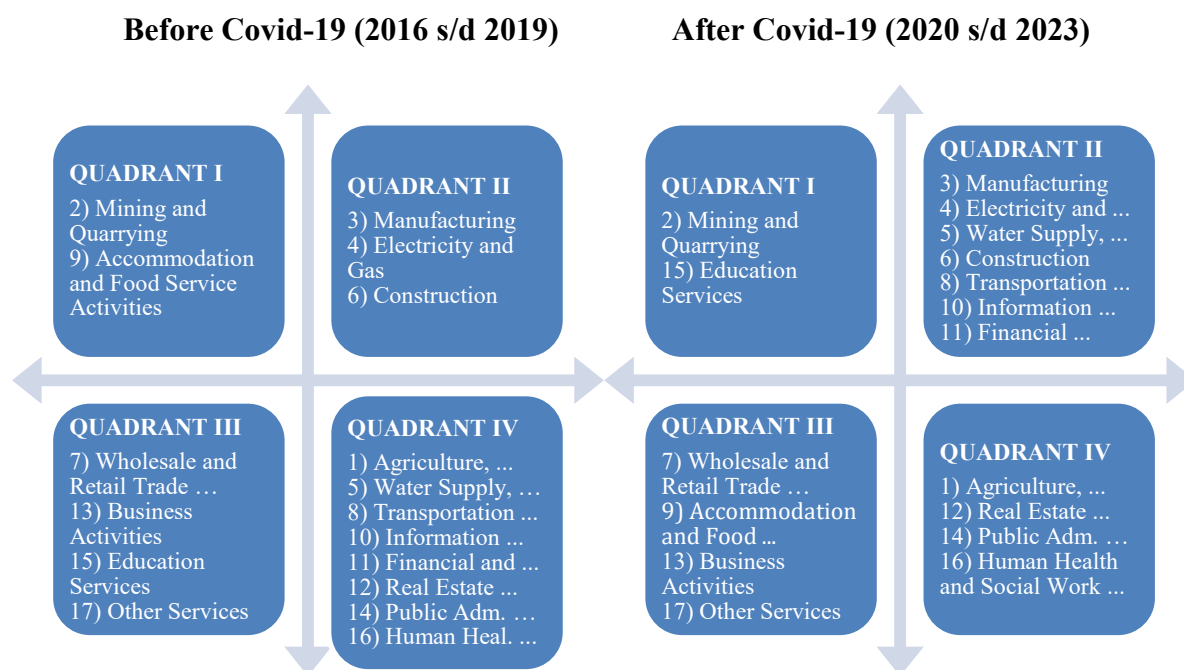 Before Covid-19 (2016 s/d 2019)
After Covid-19 (2020 s/d 2023)
QUADRANT I
2) Mining and
Quarrying
9) Accommodation
and Food Service
Activities
QUADRANT II
3) Manufacturing
4) Electricity and
Gas
6) Construction
QUADRANT III
7) Wholesale and
Retail Trade …
13) Business
Activities
15) Education
Services
17) Other Services
QUADRANT IV
1) Agriculture, ...
5) Water Supply, …
8) Transportation ...
10) Information ...
11) Financial and ...
12) Real Estate ...
14) Public Adm. …
16) Human Heal. ...
QUADRANT I
2) Mining and
Quarrying
15) Education
Services
QUADRANT II
3) Manufacturing
4) Electricity and ...
5) Water Supply, ...
6) Construction
8) Transportation ...
10) Information ...
11) Financial ...
QUADRANT III
7) Wholesale and
Retail Trade …
9) Accommodation
and Food ...
13) Business
Activities
17) Other Services
QUADRANT IV
1) Agriculture, ...
12) Real Estate ...
14) Public Adm. …
16) Human Health
and Social Work ...